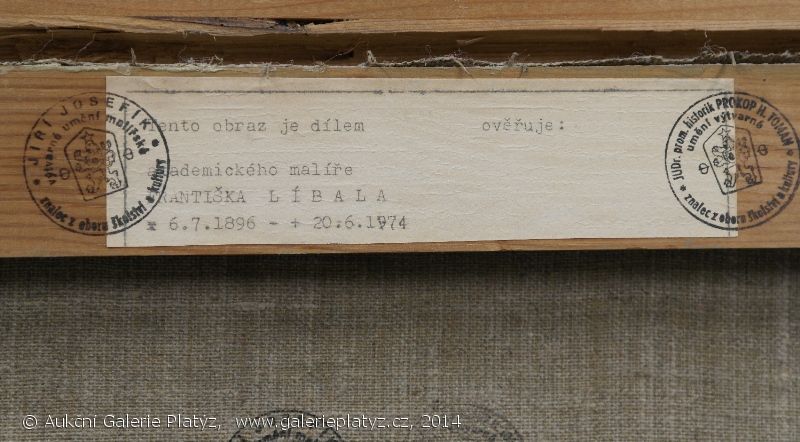 Tento obraz je dílem ověřuje:
akademického malíře
FRANTIŠKA LÍBALA
* 6.7.1896 - + 20.6.1974
JIŘÍ JOSEFÍK
výtvarné umění malířské
znalec z oboru školství a kultury
JUDr. prom. historik PROKOP H. TOMAN
umění výtvarné
znalec z oboru školství a kultury
© Aukční Galerie Platýz, www.galerieplatyz.cz, 2014